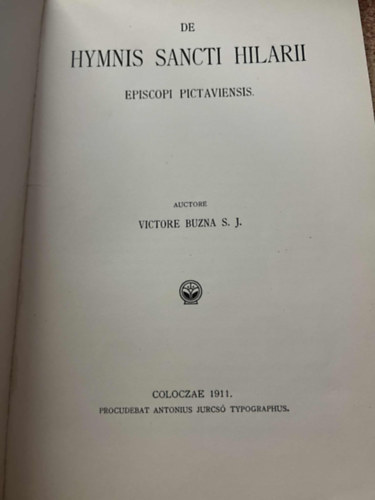 DE
HYMNIS SANCTI HILARII
EPISCOPI PICTAVIENSIS.
AUCTORE
VICTORE BUZNA S. J.
COLOCZAE 1911.
PROCUDEBAT ANTONIUS JURCSÓ TYPOGRAPHUS.